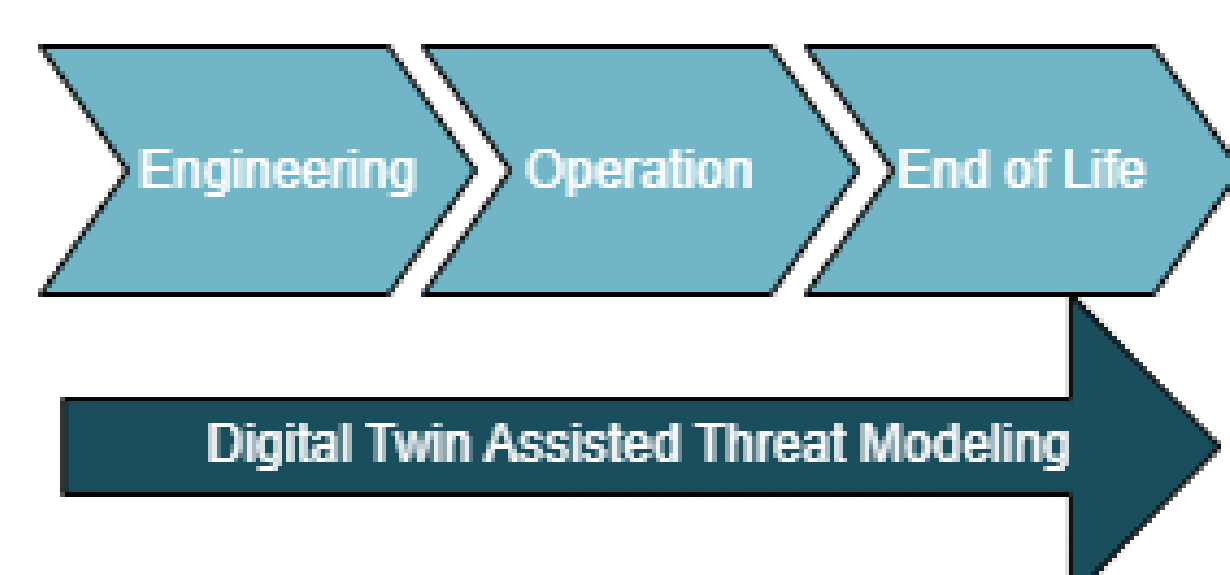 Engineering
Operation
End of Life
Digital Twin Assisted Threat Modeling